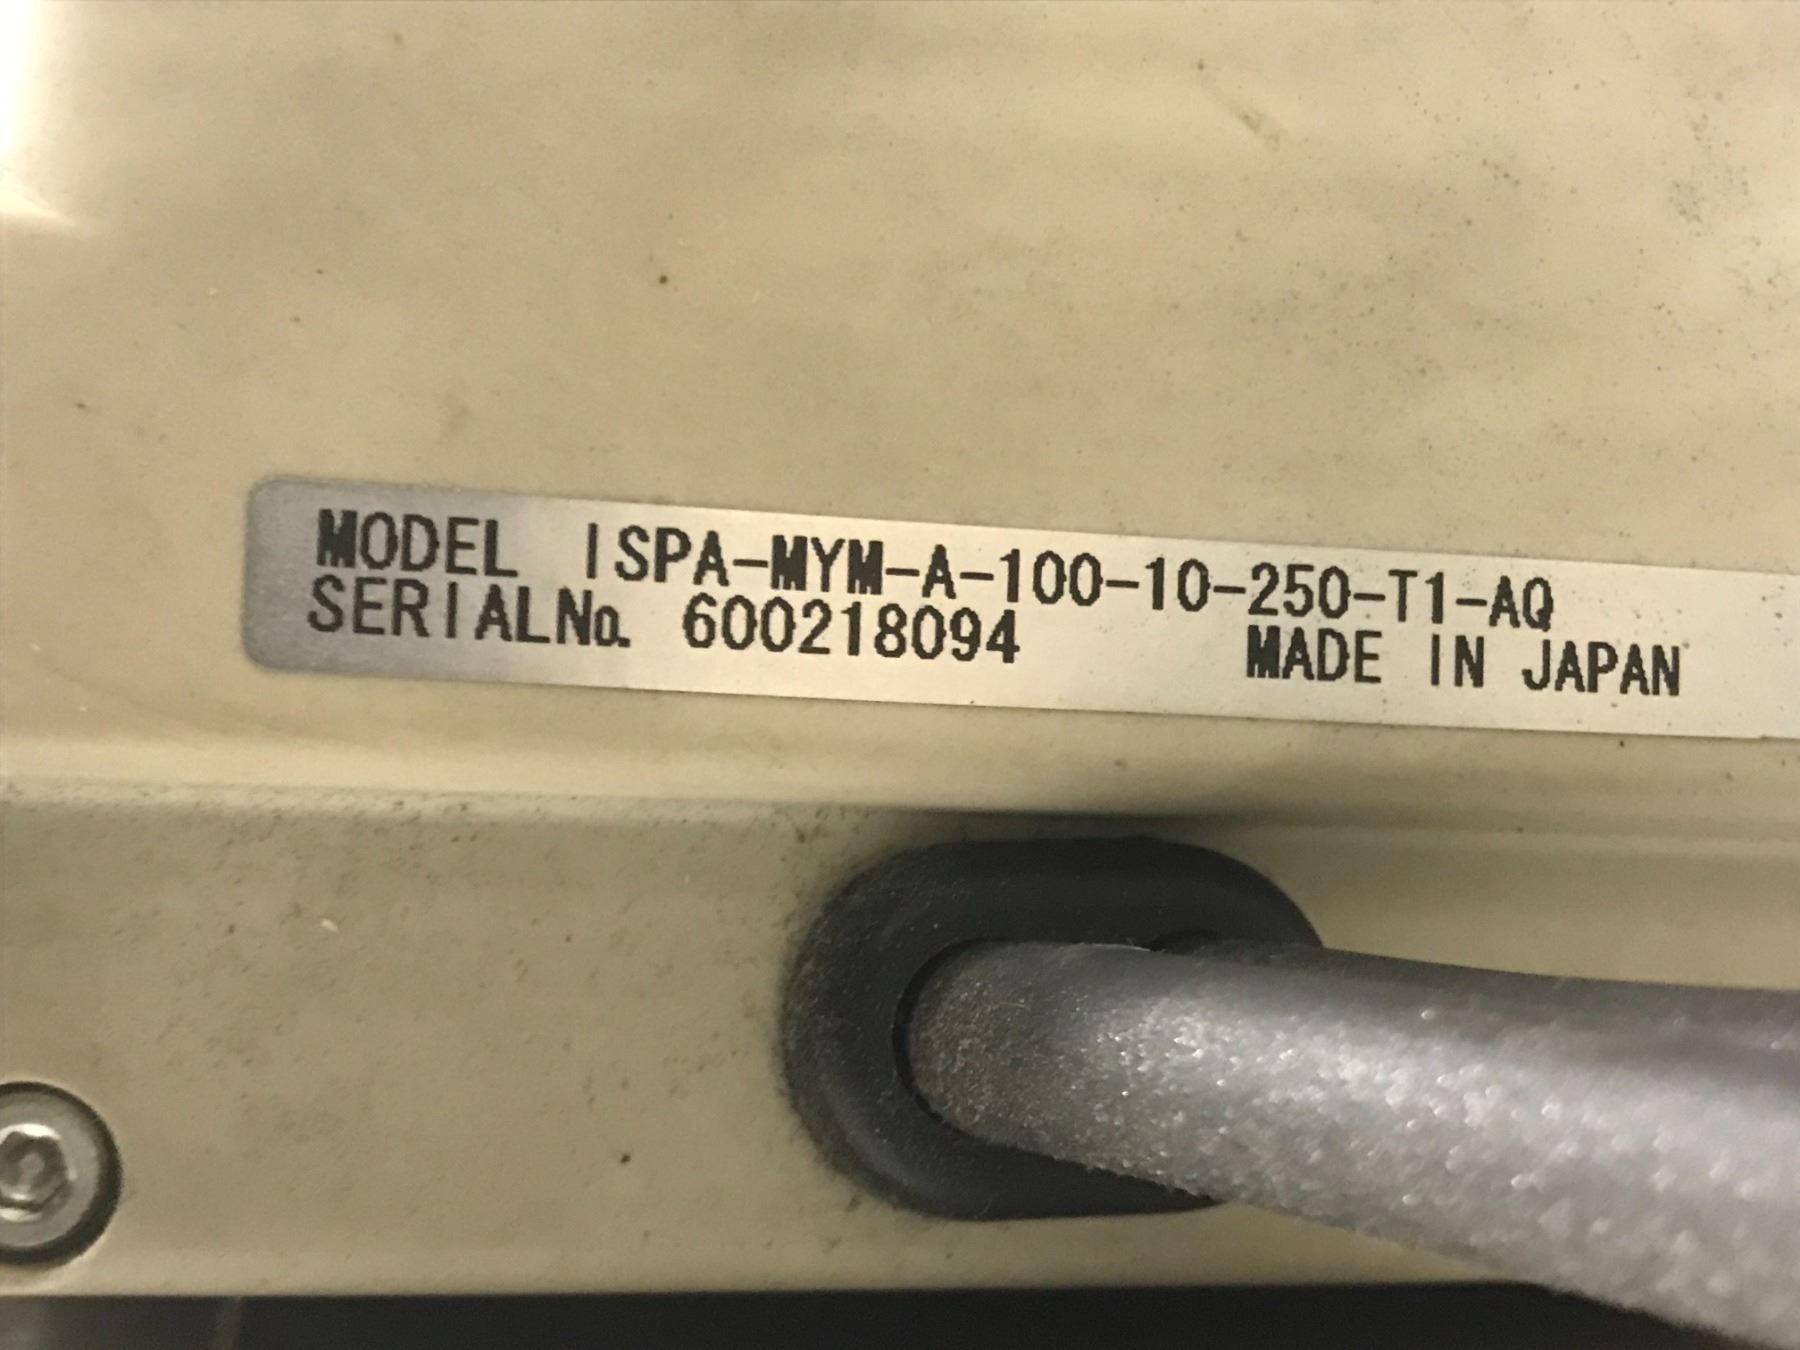 MODEL ISPA-MYM-A-100-10-250-T1-AQ
SERIALNo. 600218094 MADE IN JAPAN